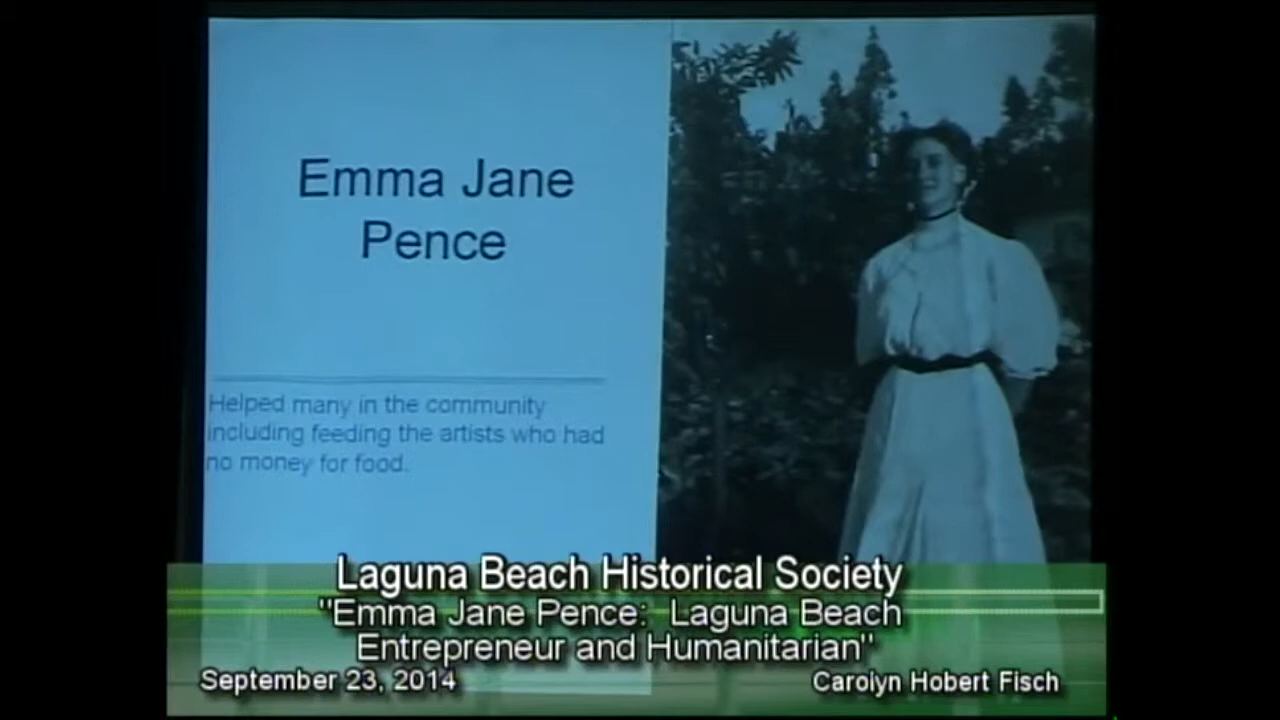 Emma Jane
Pence
Helped many in the community
including feeding the artists who had
no money for food.
Laguna Beach Historical Society
"Emma Jane Pence:  Laguna Beach
Entrepreneur and Humanitarian"
September 23, 2014
Carolyn Hobert Fisch